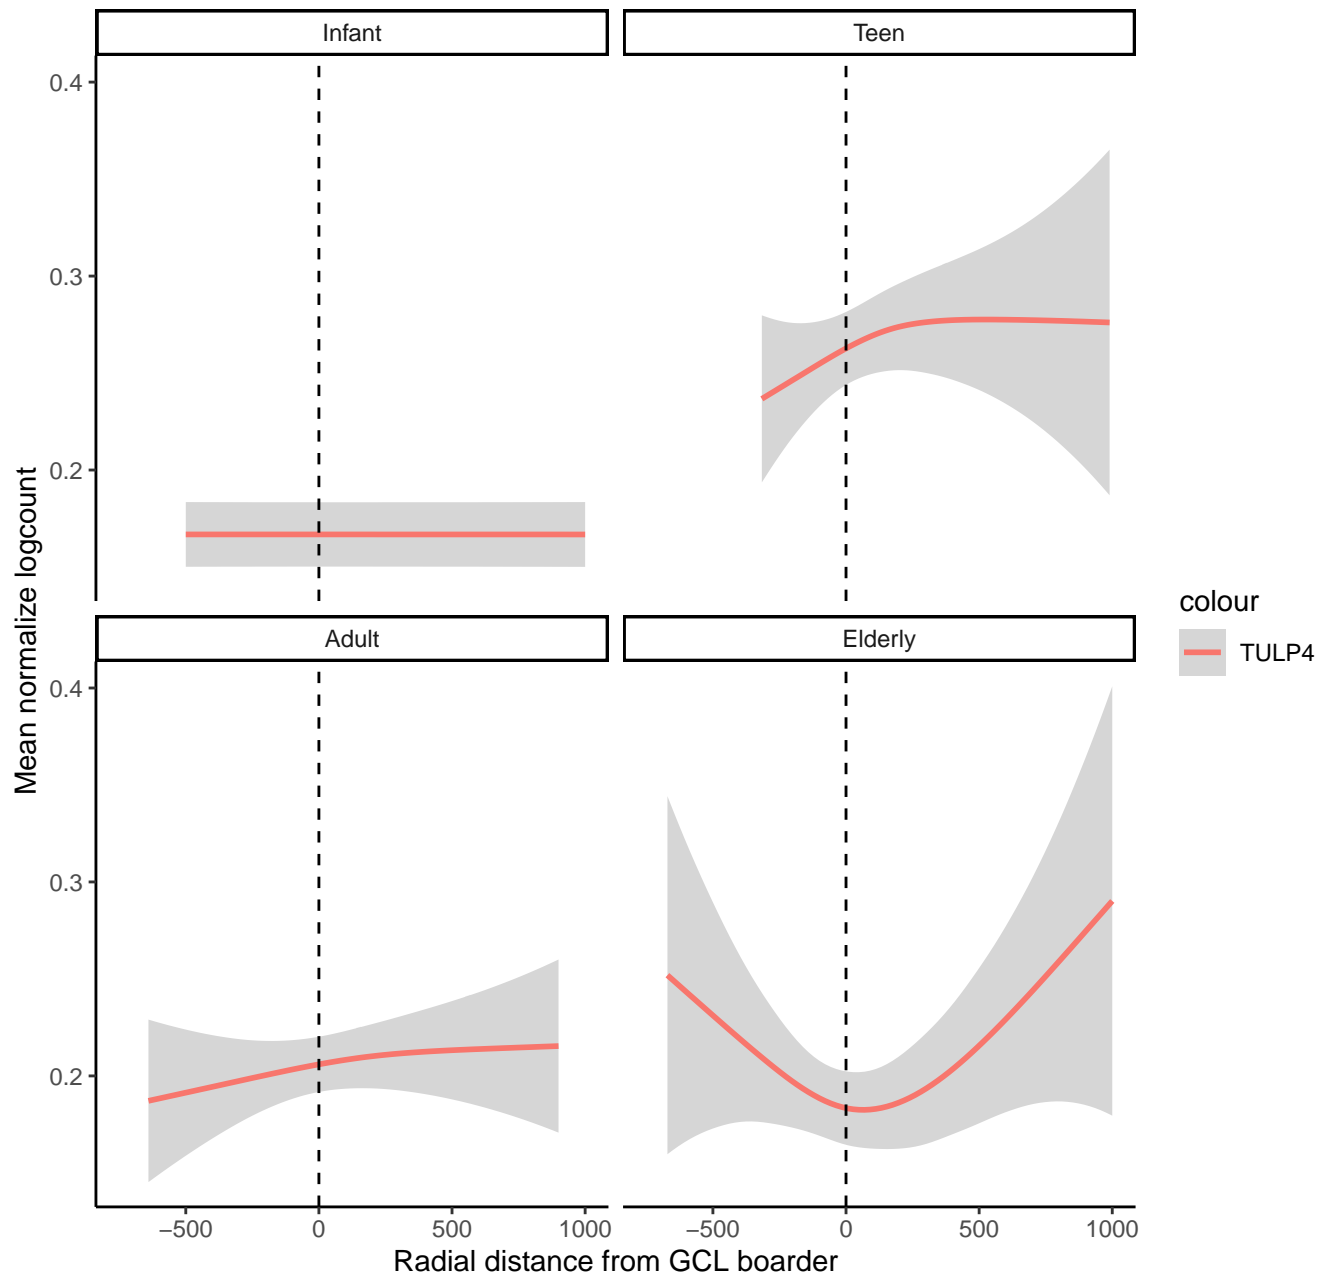 Infant
Teen
0.4
0.3
0.2
Adult
Elderly
0.4
0.3
0.2
−500 0 500 1000
−500 0 500 1000
Radial distance from GCL boarder
Mean normalize logcount
colour
TULP4